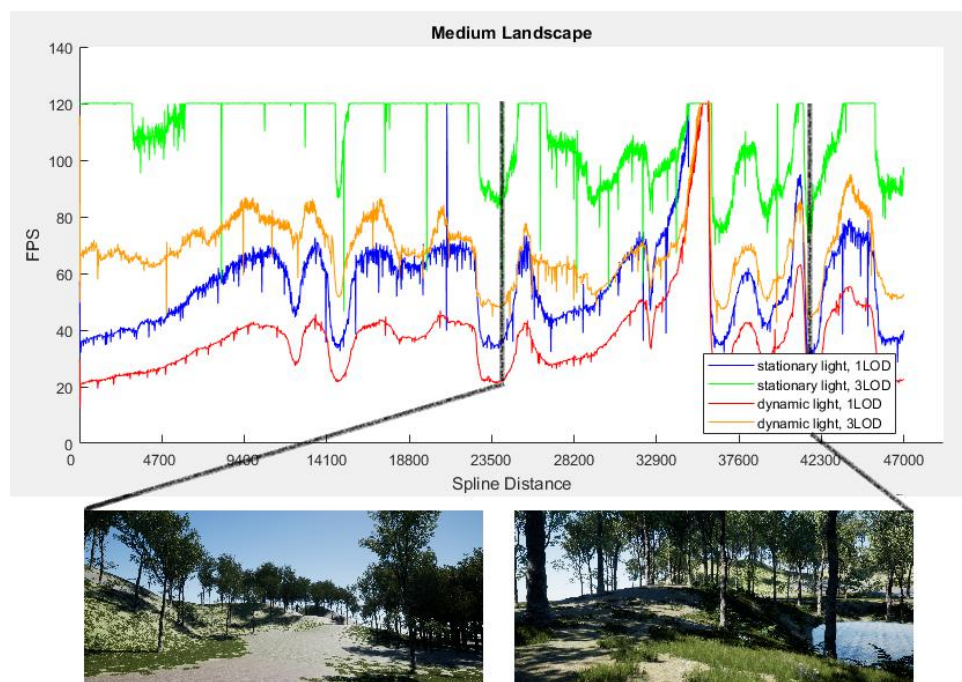 Medium Landscape
140
120
100
80
60
40
20
0
FPS
0 4700 9400 14100 18800 23500 28200 32900 37600 42300 47000
Spline Distance
stationary light, 1LOD
stationary light, 3LOD
dynamic light, 1LOD
dynamic light, 3LOD